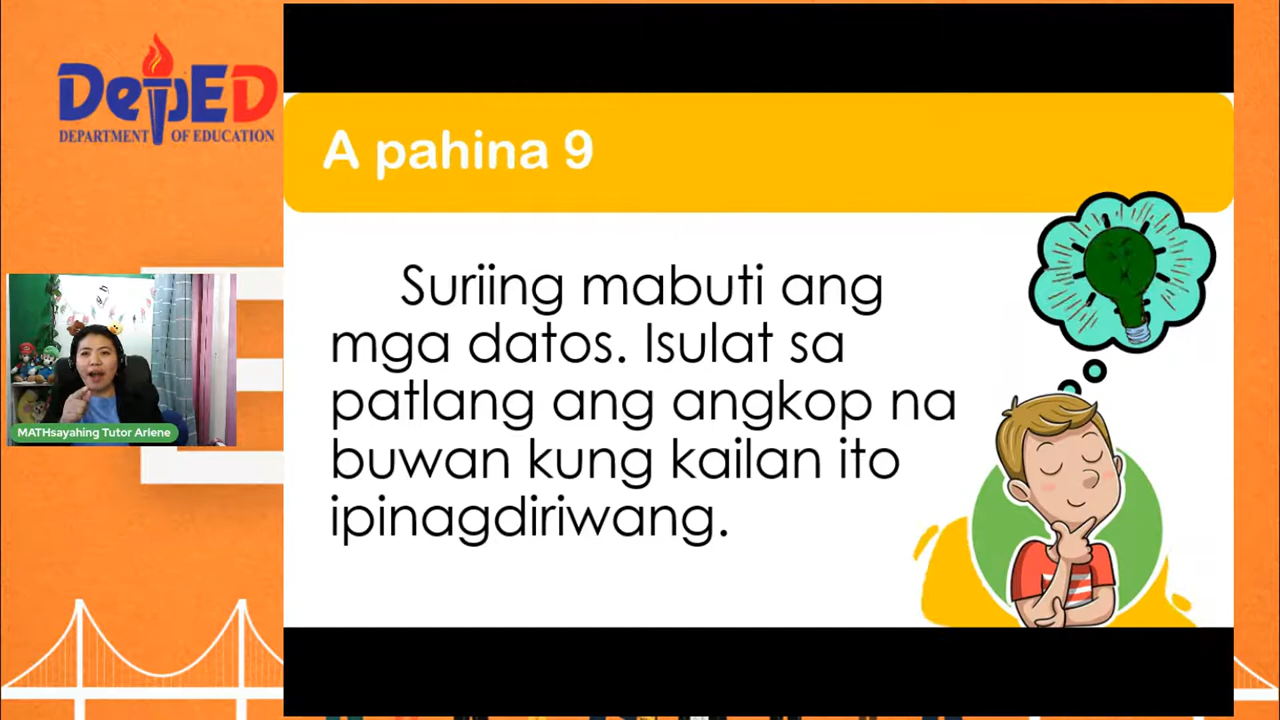 DepED
DEPARTMENT OF EDUCATION
A pahina 9
Suriing mabuti ang
mga datos. Isulat sa
patlang ang angkop na
buwan kung kailan ito
ipinagdiriwang.
MATHsayahing Tutor Arlene